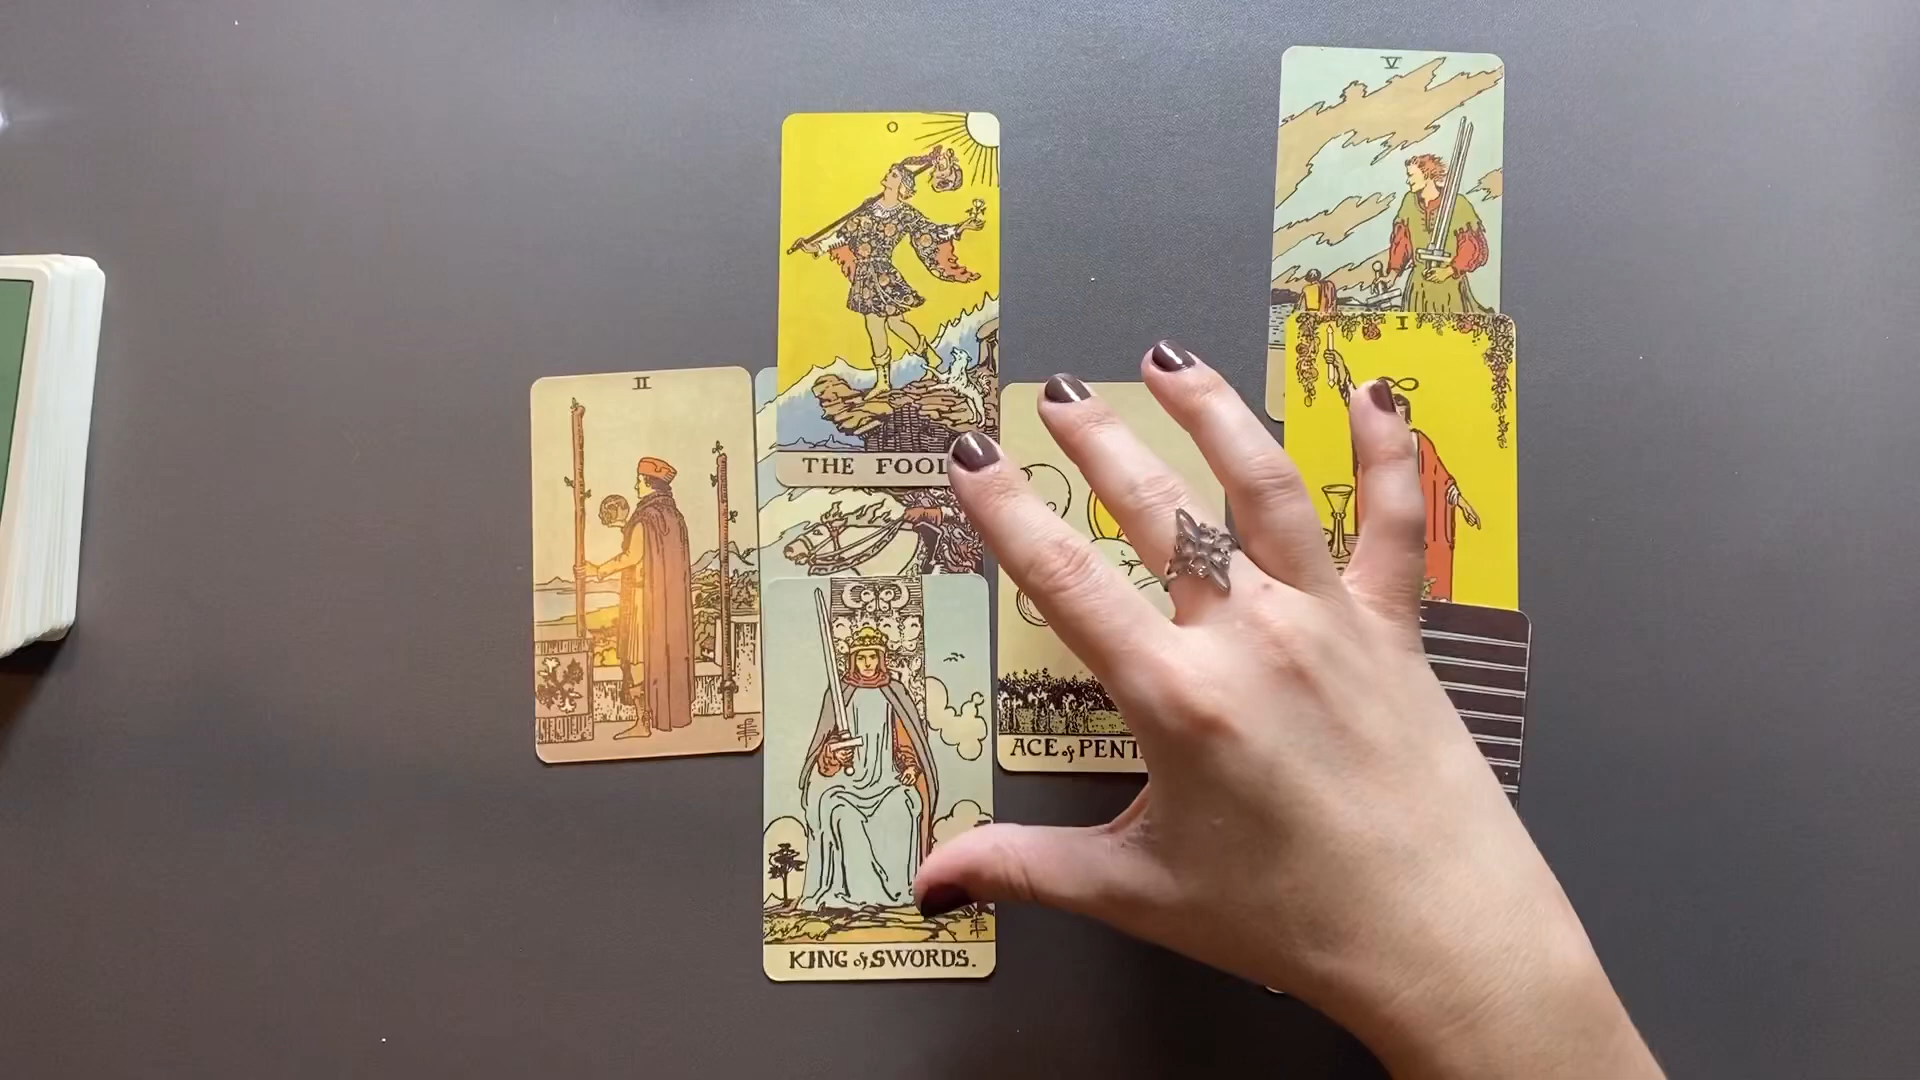 V
0
I
II
THE FOOL
ACE of PENT
KING of SWORDS.